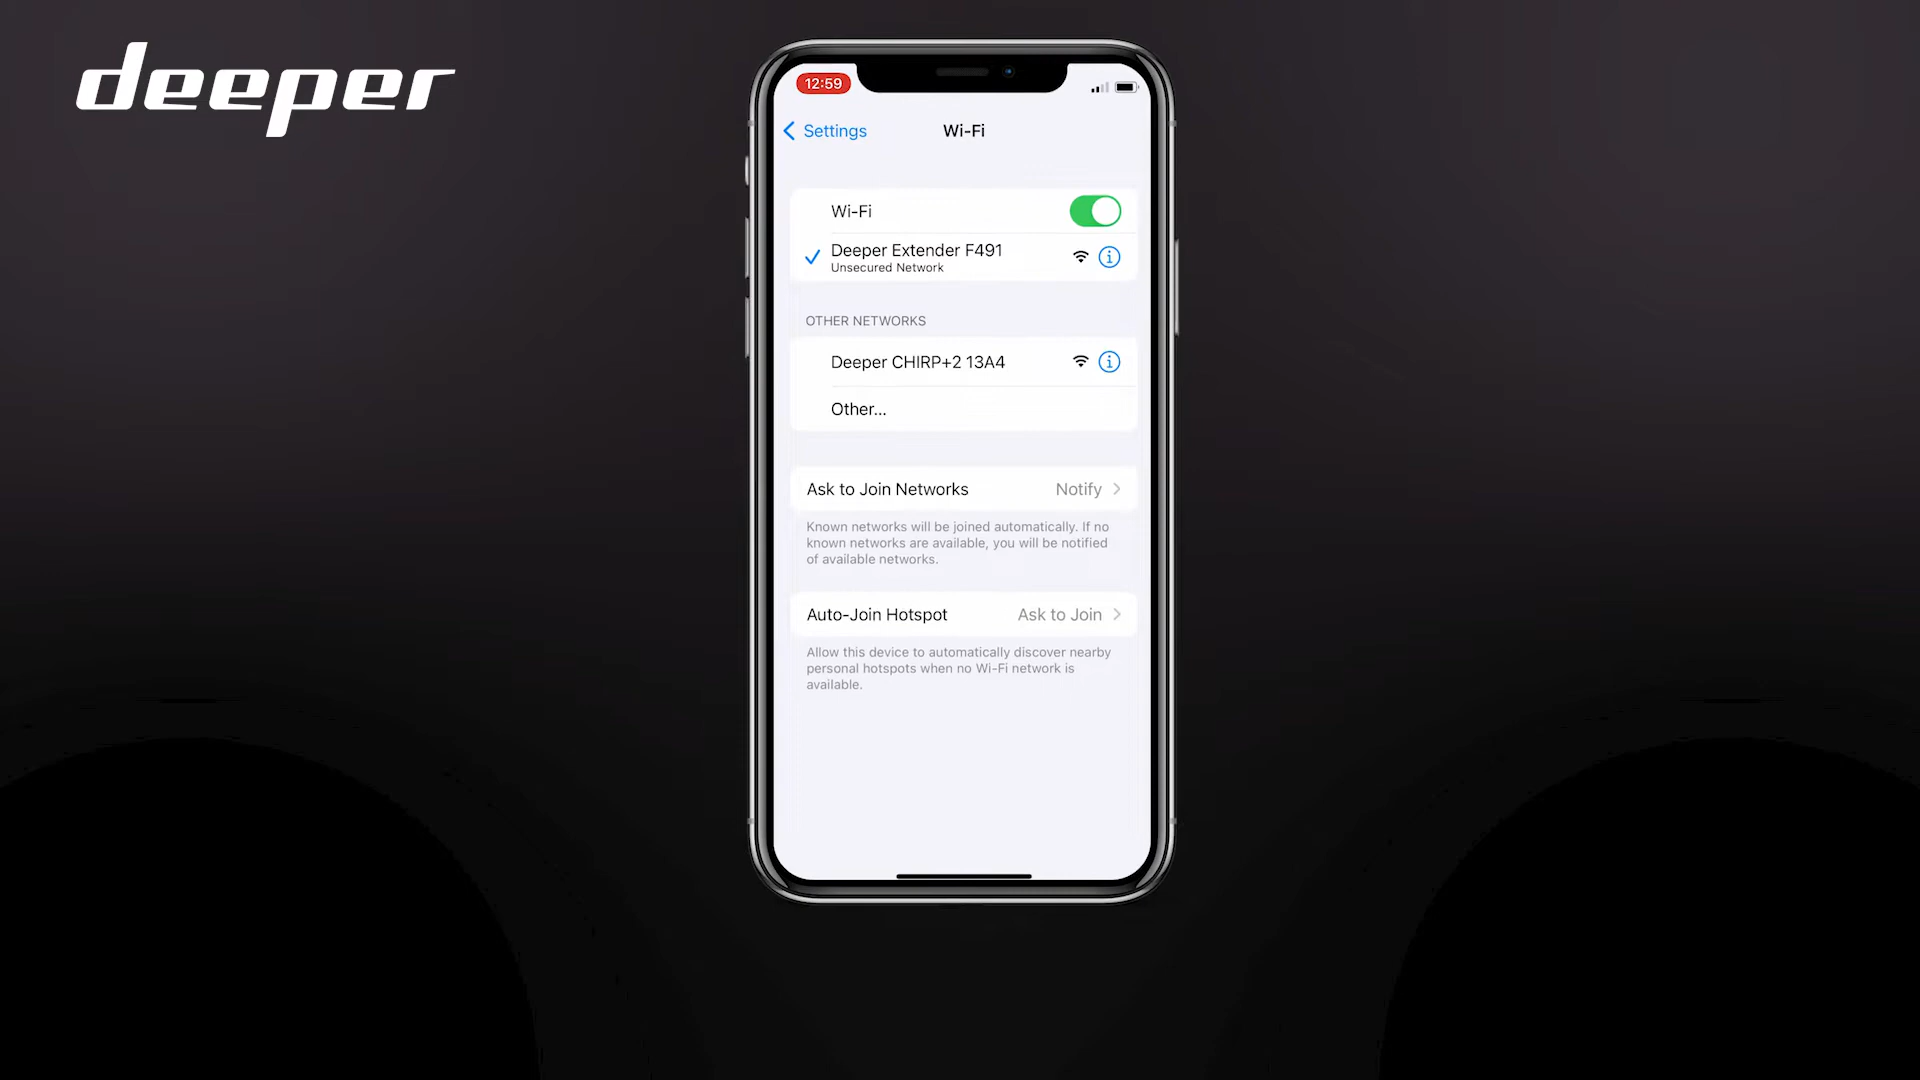 deeper
12:59
Settings
Wi-Fi
Wi-Fi
Deeper Extender F491
Unsecured Network
OTHER NETWORKS
Deeper CHIRP+2 13A4
Other...
Ask to Join Networks
Notify
Known networks will be joined automatically. If no
known networks are available, you will be notified
of available networks.
Auto-Join Hotspot
Ask to Join
Allow this device to automatically discover nearby
personal hotspots when no Wi-Fi network is
available.